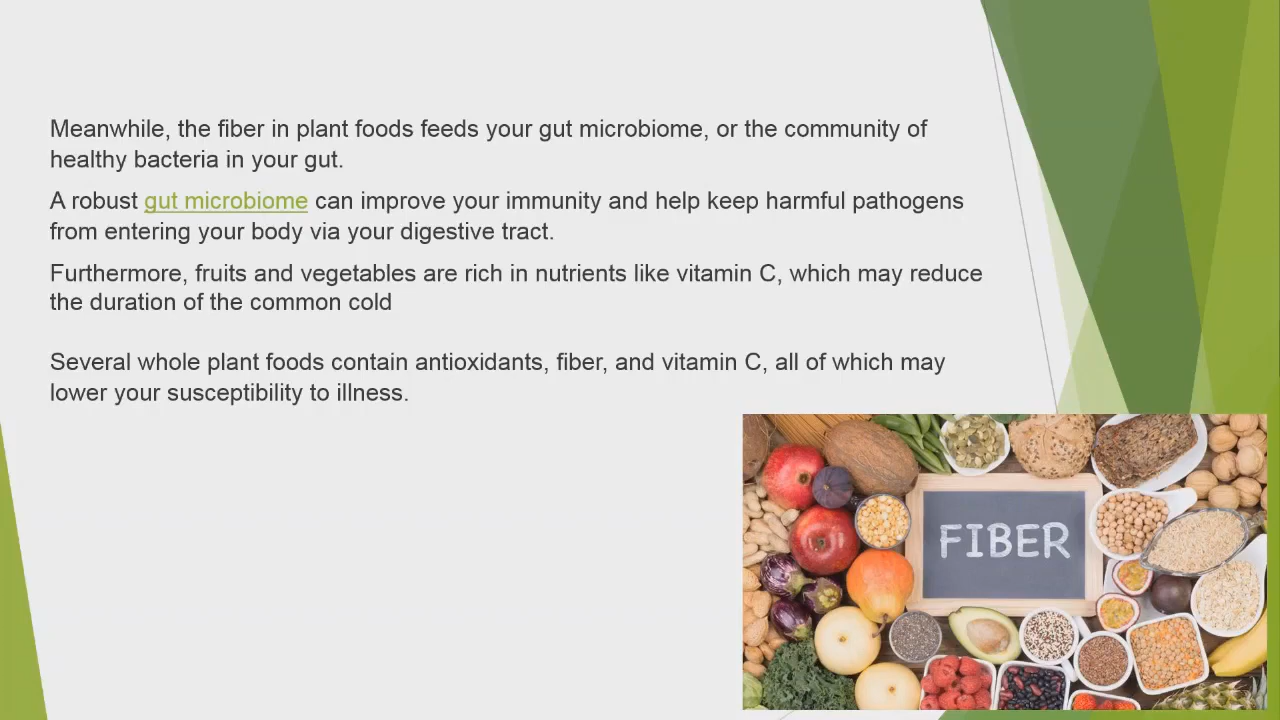 Meanwhile, the fiber in plant foods feeds your gut microbiome, or the community of
healthy bacteria in your gut.
A robust gut microbiome can improve your immunity and help keep harmful pathogens
from entering your body via your digestive tract.
Furthermore, fruits and vegetables are rich in nutrients like vitamin C, which may reduce
the duration of the common cold
Several whole plant foods contain antioxidants, fiber, and vitamin C, all of which may
lower your susceptibility to illness.
FIBER